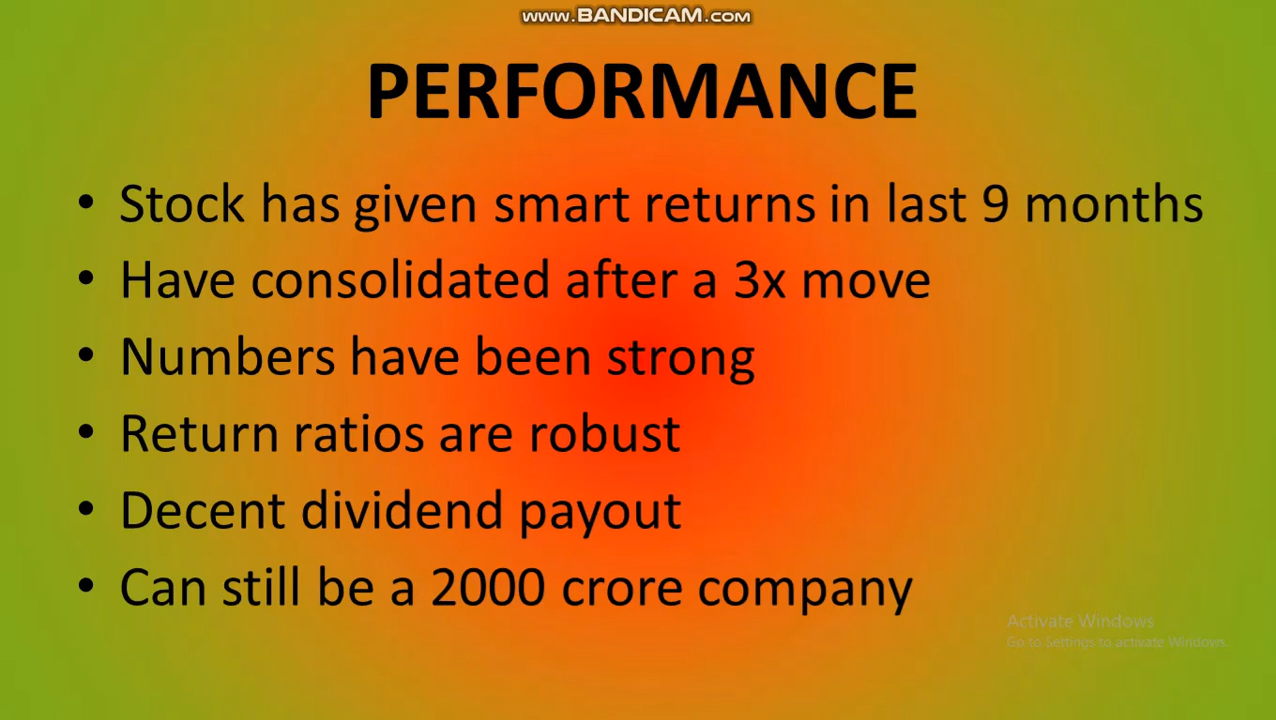 www.BANDICAM.com
PERFORMANCE
• Stock has given smart returns in last 9 months
• Have consolidated after a 3x move
• Numbers have been strong
• Return ratios are robust
• Decent dividend payout
• Can still be a 2000 crore company
Activate Windows
Go to Settings to activate Windows.